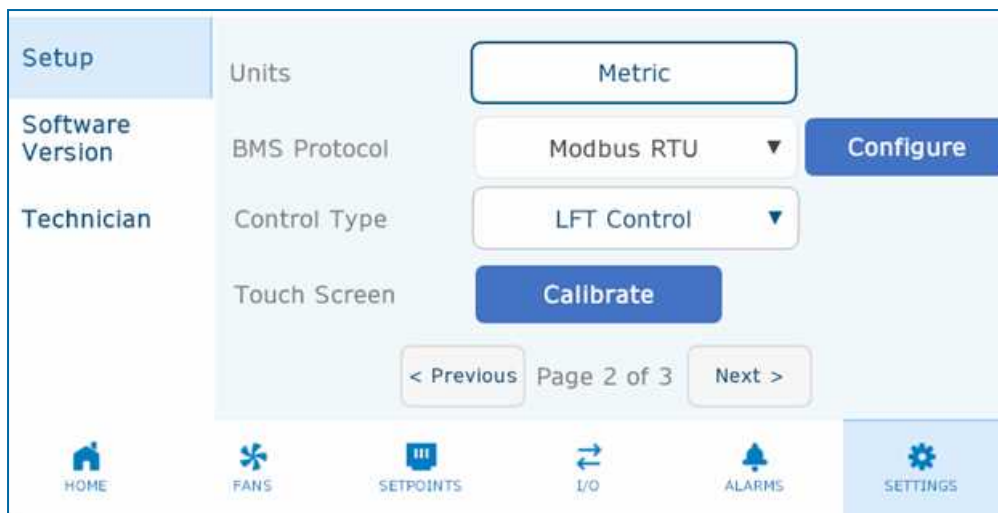 Setup
Software
Version
Technician
Units
Metric
BMS Protocol
Modbus RTU
Configure
Control Type
LFT Control
Touch Screen
Calibrate
< Previous
Page 2 of 3
Next >
HOME
FANS
SETPOINTS
I/O
ALARMS
SETTINGS